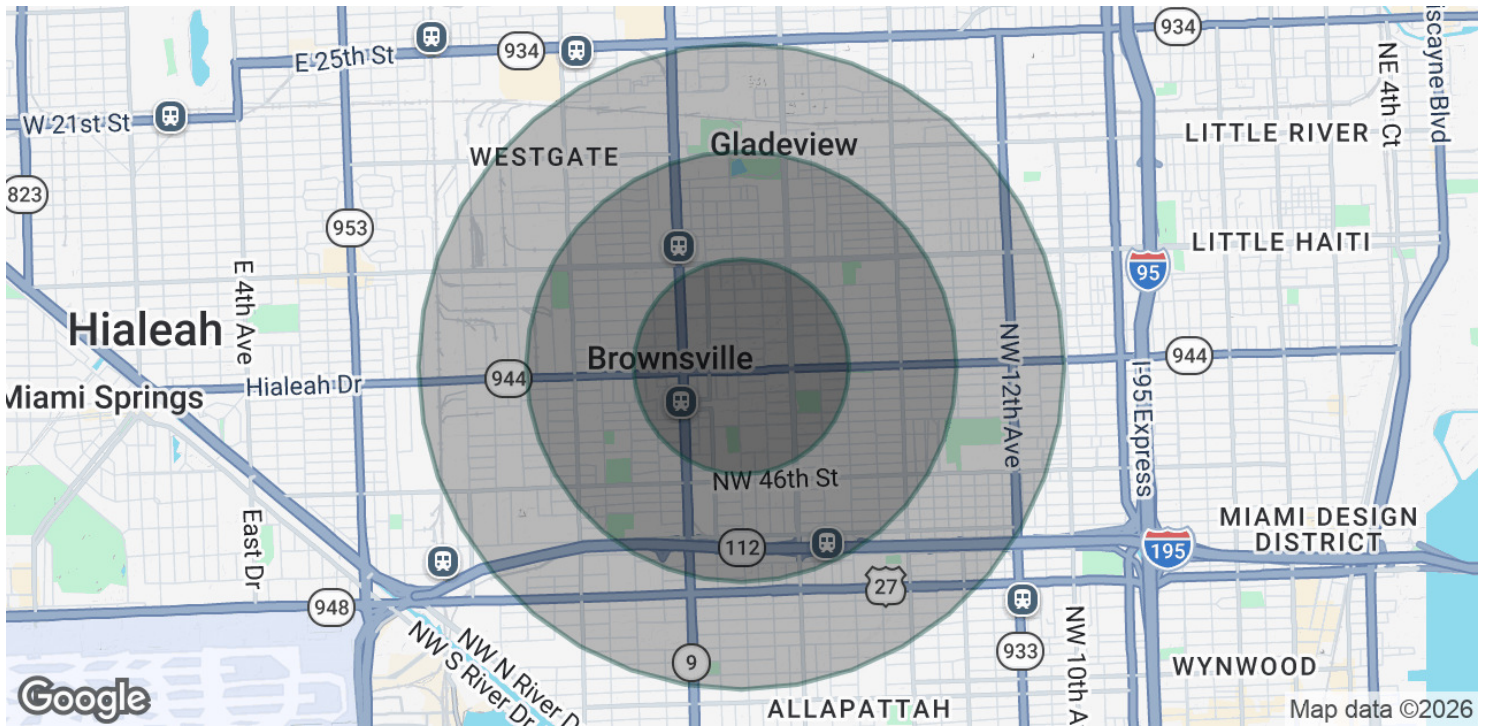 iscayne Blvd
934
934
E 25th St
NE 4th Ct
W 21st St
LITTLE RIVER
Gladeview
WESTGATE
823
953
LITTLE HAITI
95
E 4th Ave
Hialeah
NW 12th Ave
Brownsville
944
944
Hialeah Dr
I-95 Express
Miami Springs
NW 46th St
MIAMI DESIGN
DISTRICT
East Dr
112
195
27
948
NW S River Dr
NW N River D
9
933
NW 10th A
WYNWOOD
ALLAPATTAH
Google
Map data ©2026